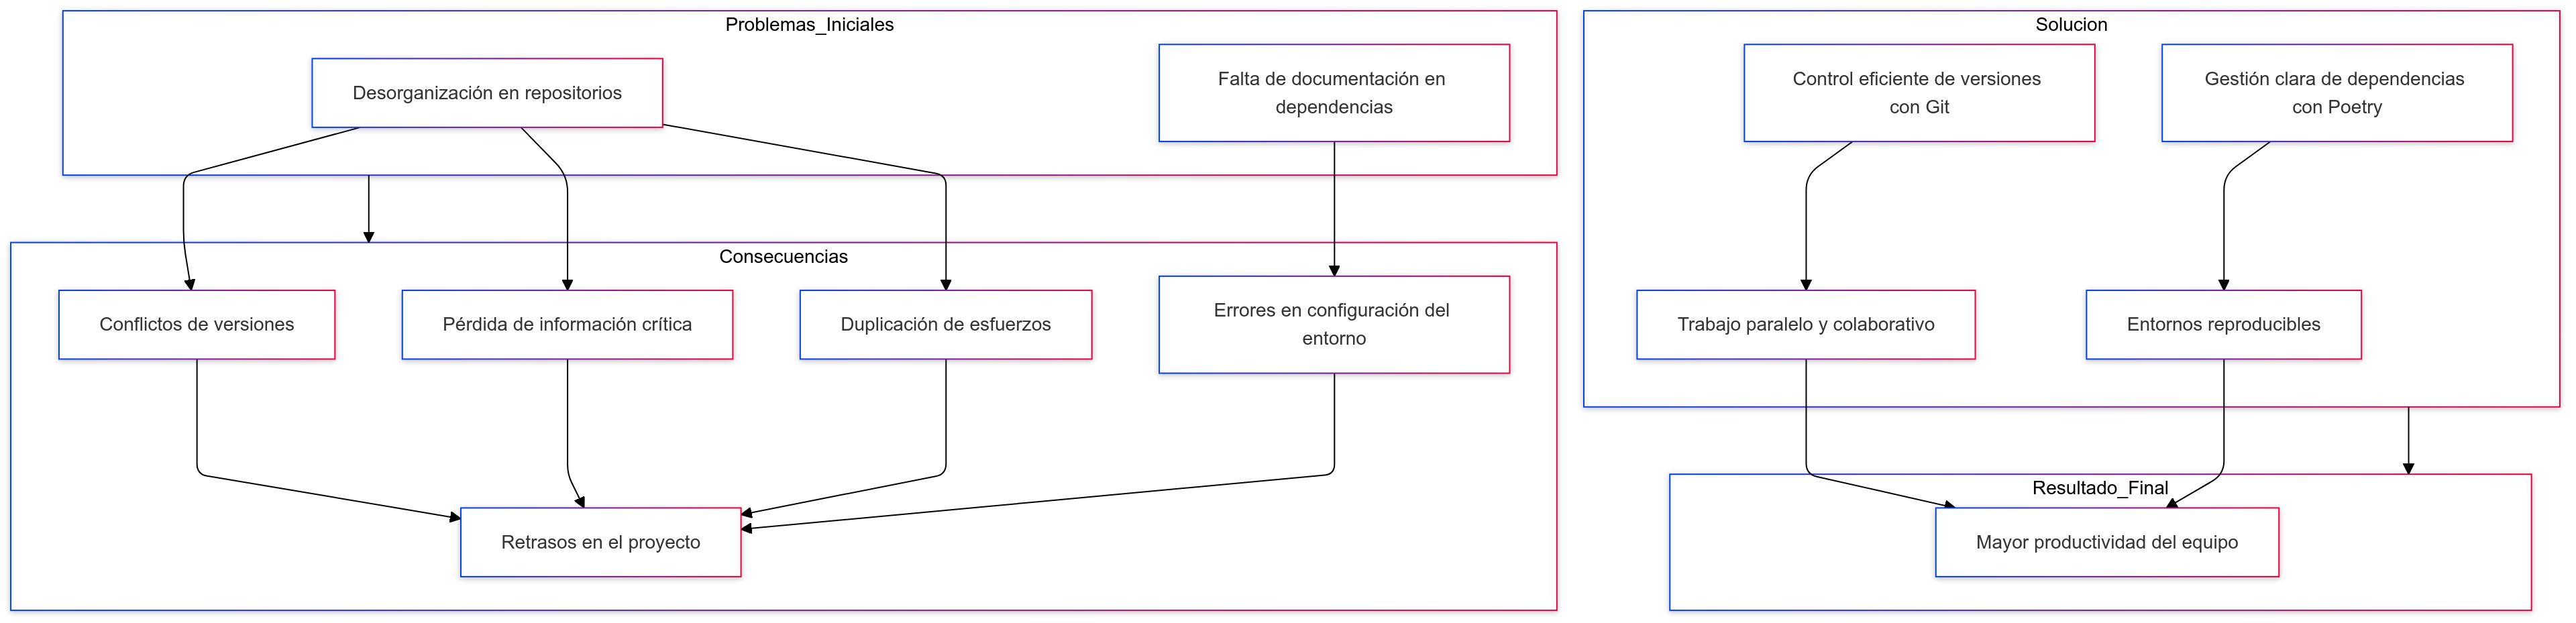 Problemas_Iniciales
Desorganización en repositorios
Falta de documentación en
dependencias
Consecuencias
Conflictos de versiones
Pérdida de información crítica
Duplicación de esfuerzos
Errores en configuración del
entorno
Retrasos en el proyecto
Solucion
Control eficiente de versiones
con Git
Gestión clara de dependencias
con Poetry
Trabajo paralelo y colaborativo
Entornos reproducibles
Resultado_Final
Mayor productividad del equipo